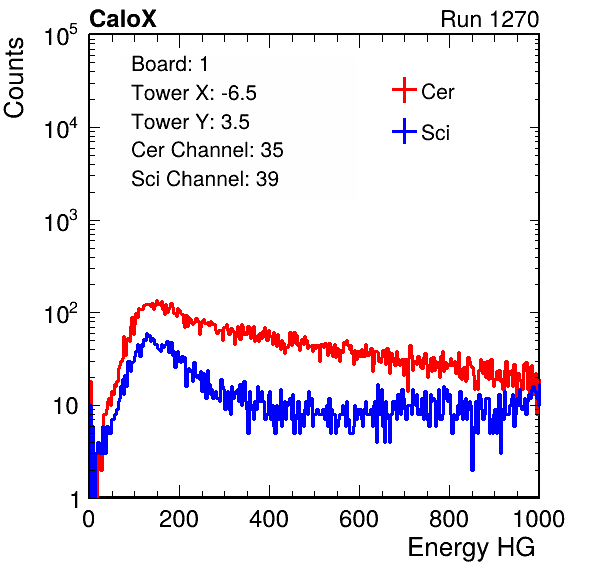 CaloX Run 1270
Counts
Board: 1
Tower X: -6.5
Tower Y: 3.5
Cer Channel: 35
Sci Channel: 39
Cer
Sci
10^5
10^4
10^3
10^2
10
1
0 200 400 600 800 1000
Energy HG